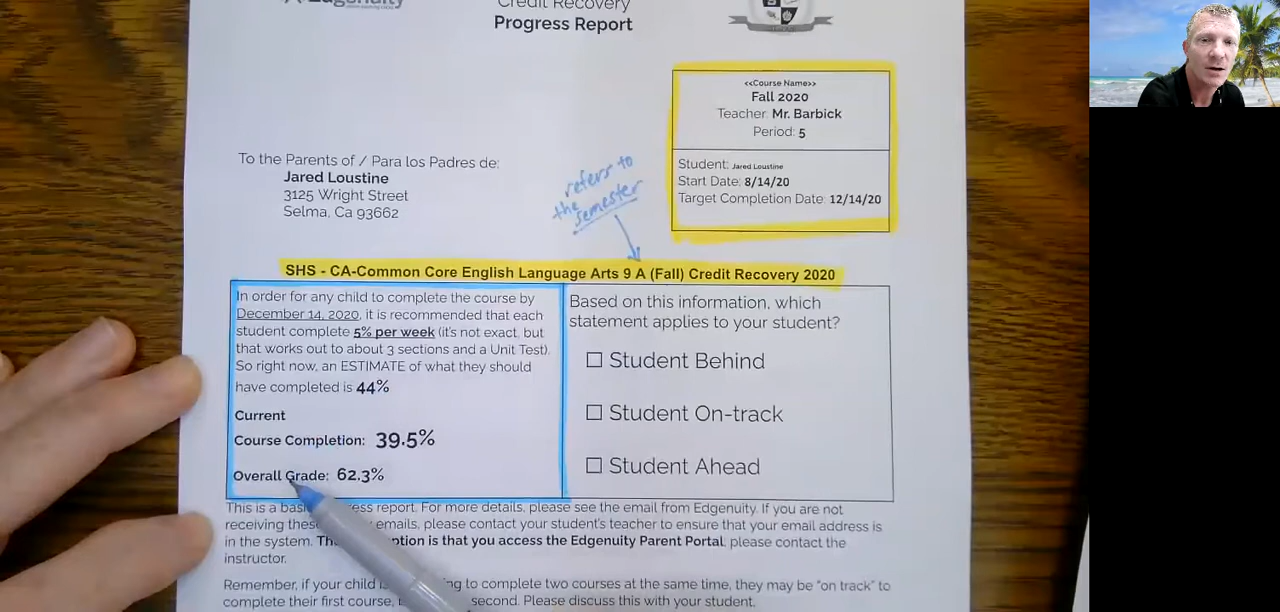 Edgenuity
Credit Recovery
Progress Report
<<Course Name>>
Fall 2020
Teacher: Mr. Barbick
Period: 5
To the Parents of / Para los Padres de:
Jared Loustine
3125 Wright Street
Selma, Ca 93662
refers to
the semester
Student: Jared Loustine
Start Date: 8/14/20
Target Completion Date: 12/14/20
SHS - CA-Common Core English Language Arts 9 A (Fall) Credit Recovery 2020
In order for any child to complete the course by
December 14, 2020, it is recommended that each
student complete 5% per week (it's not exact, but
that works out to about 3 sections and a Unit Test).
So right now, an ESTIMATE of what they should
have completed is 44%
Current
Course Completion: 39.5%
Overall Grade: 62.3%
Based on this information, which
statement applies to your student?
☐ Student Behind
☐ Student On-track
☐ Student Ahead
This is a ress report. For more details, please see the email from Edgenuity. If you are not
receiving emails, please contact your student's teacher to ensure that your email address is
in the system. ption is that you access the Edgenuity Parent Portal, please contact the
instructor.
Remember, if your child ng to complete two courses at the same time, they may be "on track" to
complete their first course, second. Please discuss this with your student.